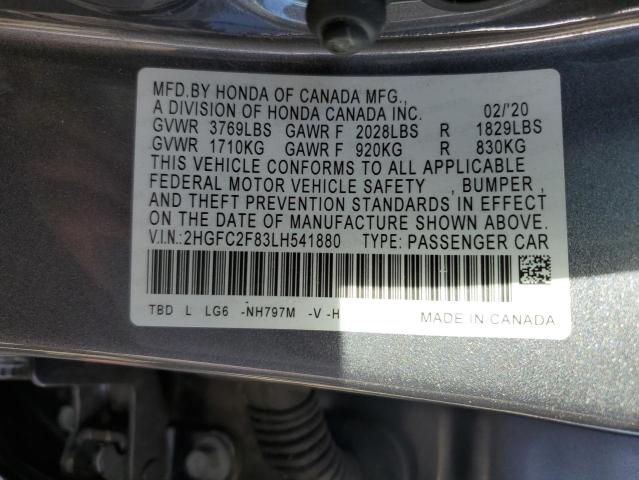 MFD.BY HONDA OF CANADA MFG.,
A DIVISION OF HONDA CANADA INC. 02/'20
GVWR 3769LBS GAWR F 2028LBS R 1829LBS
GVWR 1710KG GAWR F 920KG R 830KG
THIS VEHICLE CONFORMS TO ALL APPLICABLE
FEDERAL MOTOR VEHICLE SAFETY , BUMPER ,
AND THEFT PREVENTION STANDARDS IN EFFECT
ON THE DATE OF MANUFACTURE SHOWN ABOVE.
V.I.N.:2HGFC2F83LH541880 TYPE: PASSENGER CAR
TBD L LG6 -NH797M -V -H
MADE IN CANADA